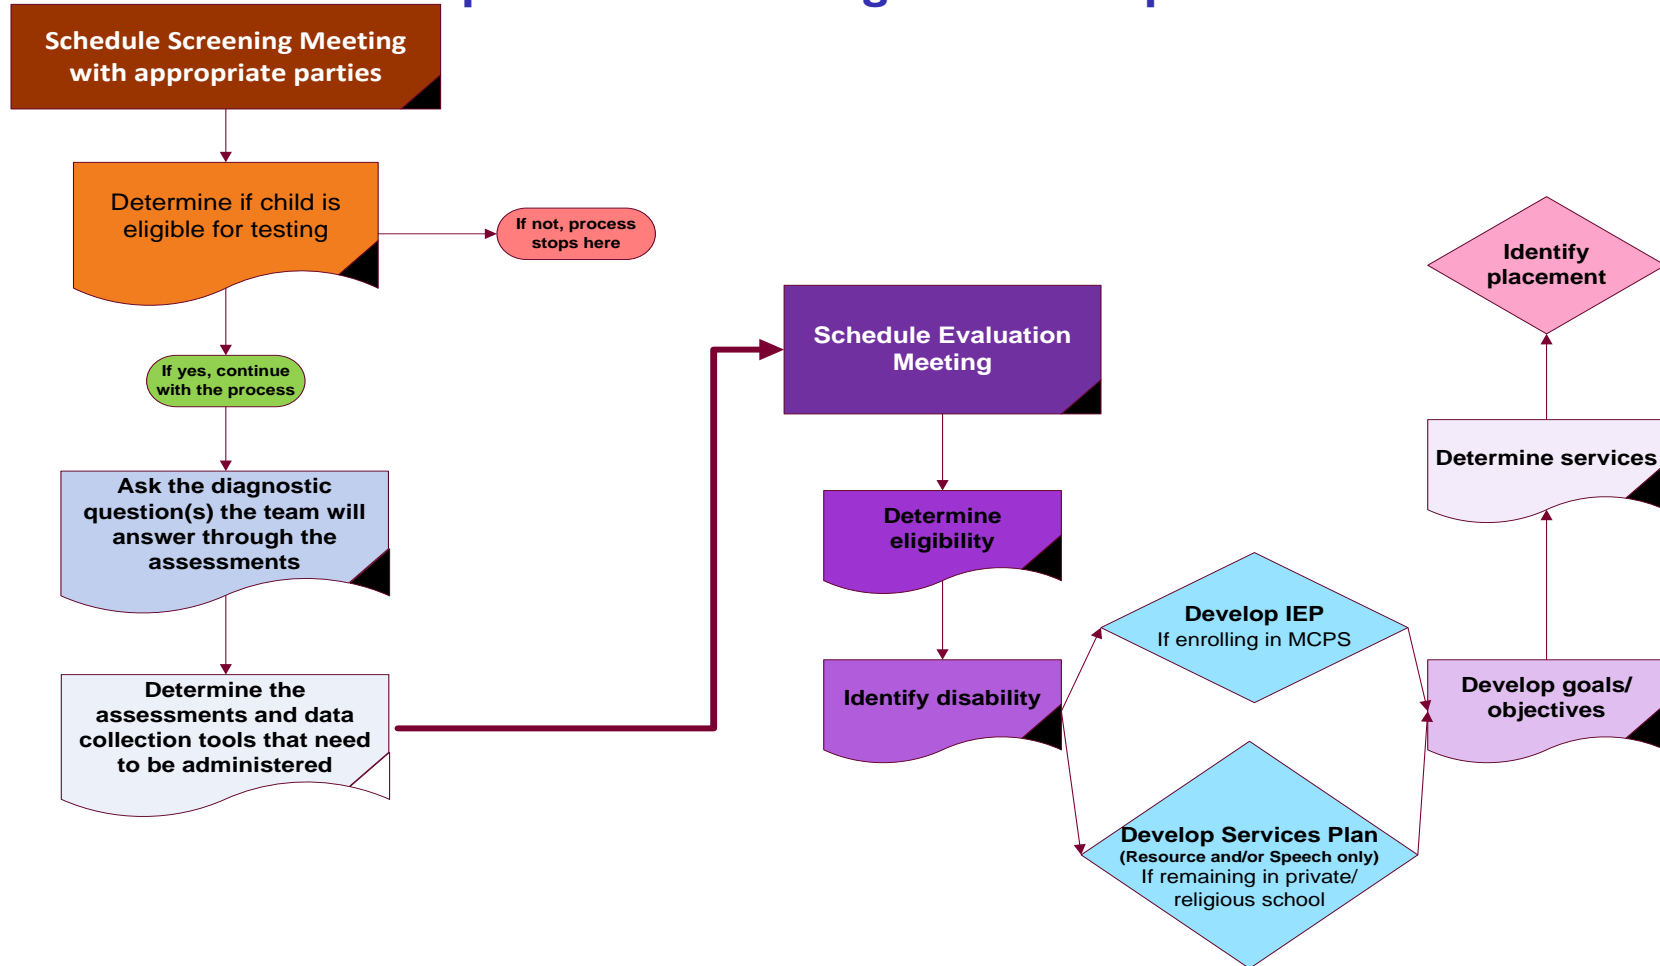 Schedule Screening Meeting
with appropriate parties
Determine if child is
eligible for testing
If not, process
stops here
If yes, continue
with the process
Ask the diagnostic
question(s) the team will
answer through the
assessments
Determine the
assessments and data
collection tools that need
to be administered
Schedule Evaluation
Meeting
Determine
eligibility
Identify disability
Develop IEP
If enrolling in MCPS
Develop Services Plan
(Resource and/or Speech only)
If remaining in private/
religious school
Develop goals/
objectives
Determine services
Identify
placement